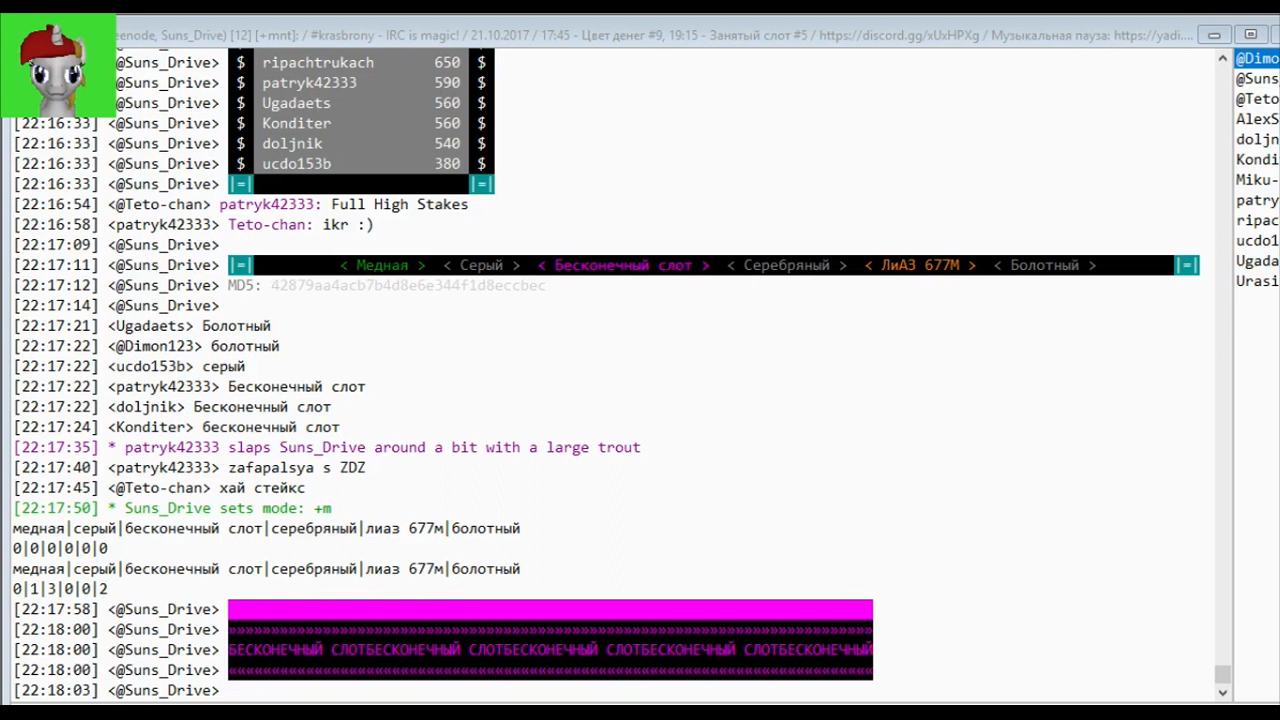 eenode, Suns_Drive) [12] [+mnt]: / #krasbrony - IRC is magic! / 21.10.2017 / 17:45 - Цвет денег #9, 19:15 - Занятый слот #5 / https://discord.gg/xUxHPXg / Музыкальная пауза: https://yadi.
@Suns_Drive> $ ripachtrukach 650 $
@Suns_Drive> $ patryk42333 590 $
@Suns_Drive> $ Ugadaets 560 $
[22:16:33] <@Suns_Drive> $ Konditer 560 $
[22:16:33] <@Suns_Drive> $ doljnik 540 $
[22:16:33] <@Suns_Drive> $ ucdo153b 380 $
[22:16:33] <@Suns_Drive> |=| |=|
[22:16:54] <@Teto-chan> patryk42333: Full High Stakes
[22:16:58] <patryk42333> Teto-chan: ikr :)
[22:17:09] <@Suns_Drive>
[22:17:11] <@Suns_Drive> |=| < Медная > < Серый > < Бесконечный слот > < Серебряный > < ЛиАЗ 677М > < Болотный > |=|
[22:17:12] <@Suns_Drive> MD5: 42879aa4acb7b4d8e6e344f1d8eccbec
[22:17:14] <@Suns_Drive>
[22:17:21] <Ugadaets> Болотный
[22:17:22] <@Dimon123> болотный
[22:17:22] <ucdo153b> серый
[22:17:22] <patryk42333> Бесконечный слот
[22:17:22] <doljnik> Бесконечный слот
[22:17:24] <Konditer> бесконечный слот
[22:17:35] * patryk42333 slaps Suns_Drive around a bit with a large trout
[22:17:40] <patryk42333> zafapalsya s ZDZ
[22:17:45] <@Teto-chan> хай стейкс
[22:17:50] * Suns_Drive sets mode: +m
медная|серый|бесконечный слот|серебряный|лиаз 677м|болотный
0|0|0|0|0|0
медная|серый|бесконечный слот|серебряный|лиаз 677м|болотный
0|1|3|0|0|2
[22:17:58] <@Suns_Drive>
[22:18:00] <@Suns_Drive> »»»»»»»»»»»»»»»»»»»»»»»»»»»»»»»»»»»»»»»»»»»»»»»»»»»»»»»»»»»»»»»»»»»»»»»»»»»
[22:18:00] <@Suns_Drive> БЕСКОНЕЧНЫЙ СЛОТБЕСКОНЕЧНЫЙ СЛОТБЕСКОНЕЧНЫЙ СЛОТБЕСКОНЕЧНЫЙ СЛОТБЕСКОНЕЧНЫЙ
[22:18:00] <@Suns_Drive> «««««««««««««««««««««««««««««««««««««««««««««««««««««««««««««««««««««««««««
[22:18:03] <@Suns_Drive>
@Dimo
@Suns
@Teto
AlexS
doljn
Kondi
Miku-
patry
ripac
ucdo1
Ugada
Urasi